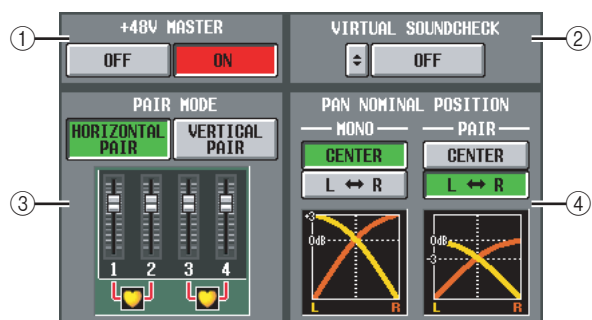 ① +48V MASTER
OFF ON
VIRTUAL SOUNDCHECK ②
OFF
③ PAIR MODE
HORIZONTAL PAIR
VERTICAL PAIR
1 2 3 4
PAN NOMINAL POSITION ④
MONO PAIR
CENTER CENTER
L ↔ R L ↔ R
+3
0dB
L R
0dB
-3
L R